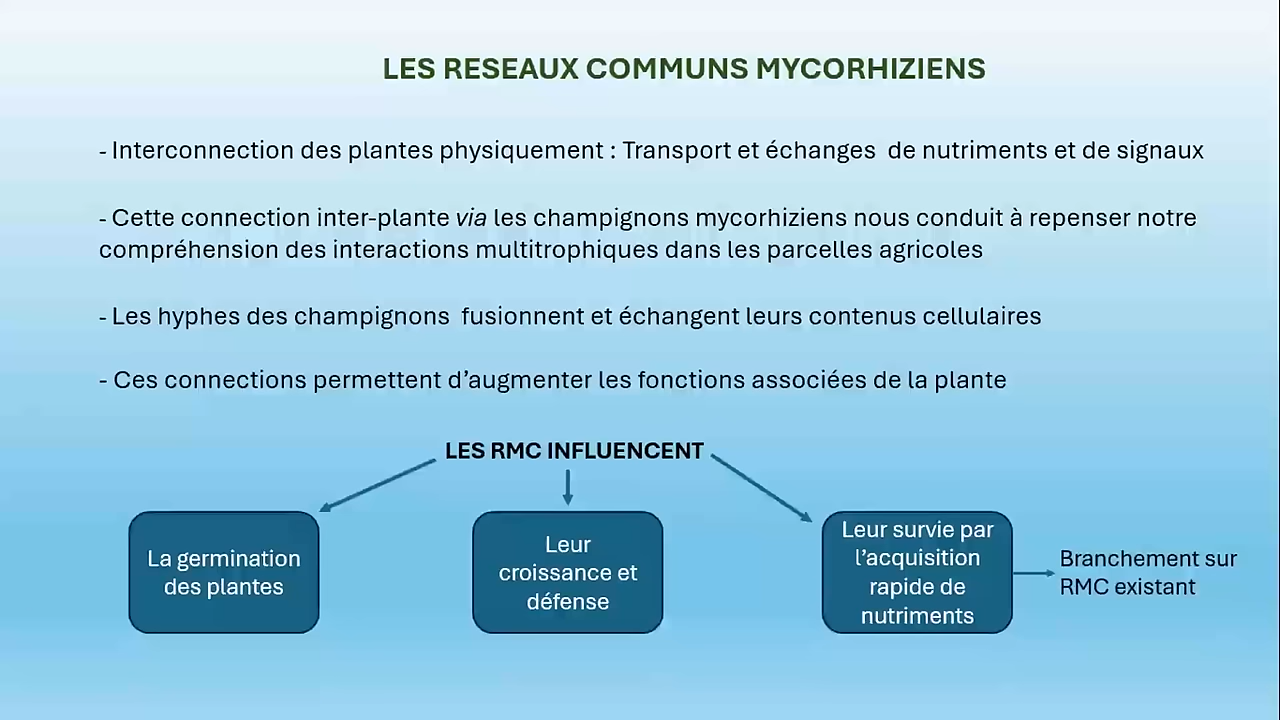 LES RESEAUX COMMUNS MYCORHIZIENS
- Interconnection des plantes physiquement : Transport et échanges  de nutriments et de signaux
- Cette connection inter-plante via les champignons mycorhiziens nous conduit à repenser notre
compréhension des interactions multitrophiques dans les parcelles agricoles
- Les hyphes des champignons  fusionnent et échangent leurs contenus cellulaires
- Ces connections permettent d’augmenter les fonctions associées de la plante
LES RMC INFLUENCENT
La germination
des plantes
Leur
croissance et
défense
Leur survie par
l’acquisition
rapide de
nutriments
Branchement sur
RMC existant